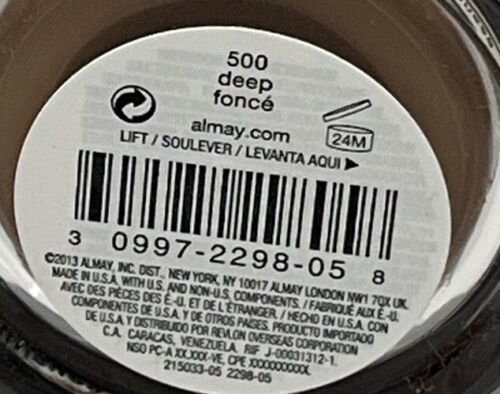 500
deep
foncé
almay.com
24M
LIFT / SOULEVER / LEVANTA AQUI ►
3 0997-2298-05 8
©2013 ALMAY, INC. DIST., NEW YORK, NY 10017 ALMAY LONDON NW1 7QX UK.
MADE IN U.S.A. WITH U.S. AND NON-U.S. COMPONENTS. / FABRIQUÉ AUX É.-U.
AVEC DES PIÈCES DES É.-U. ET DE L'ÉTRANGER. / HECHO EN U.S.A. CON
COMPONENTES DE U.S.A. Y DE OTROS PAISES. PRODUCTO IMPORTADO
DE U.S.A Y DISTRIBUIDO POR REVLON OVERSEAS CORPORATION
C.A. CARACAS, VENEZUELA. RIF J-00031312-1.
NSO PC-A XX.XXX-VE. CPE XXXXXXXXXX.
215033-05 2298-05